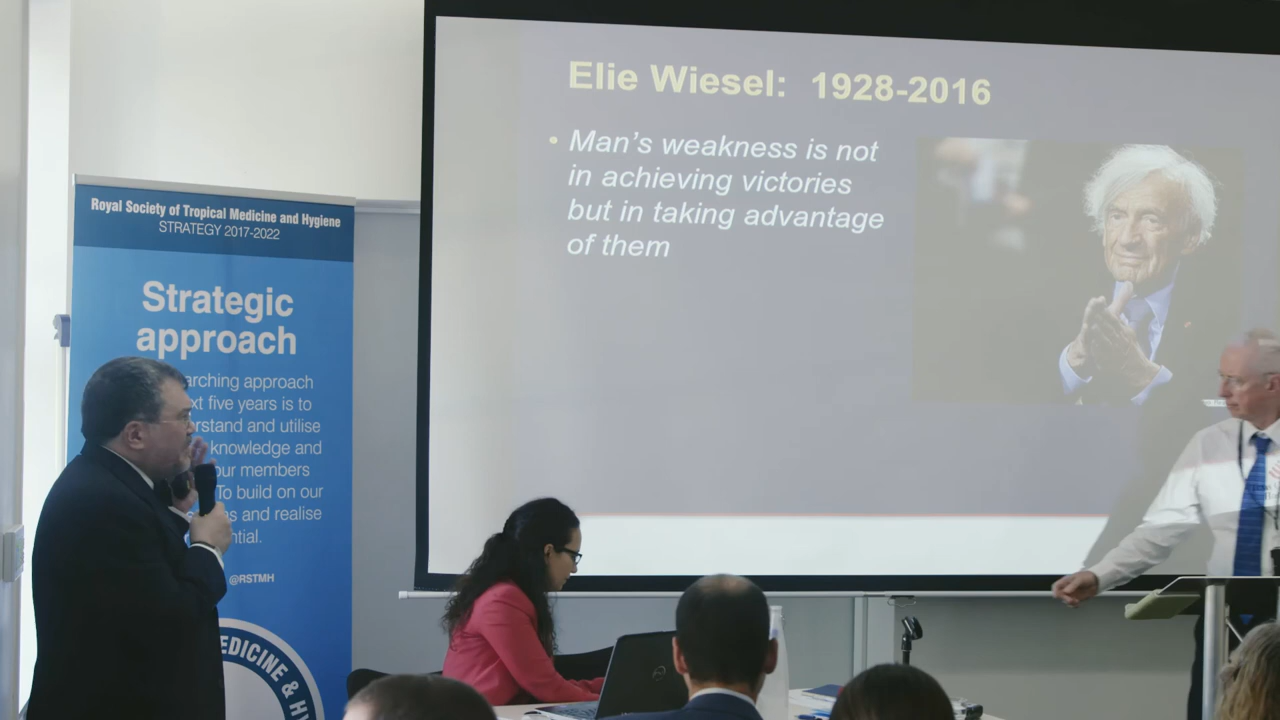 Elie Wiesel: 1928-2016
• Man's weakness is not
in achieving victories
but in taking advantage
of them
Royal Society of Tropical Medicine and Hygiene
STRATEGY 2017-2022
Strategic
approach
arching approach
xt five years is to
rstand and utilise
knowledge and
our members
To build on our
s and realise
ntial.
@RSTMH
EDICINE & HY